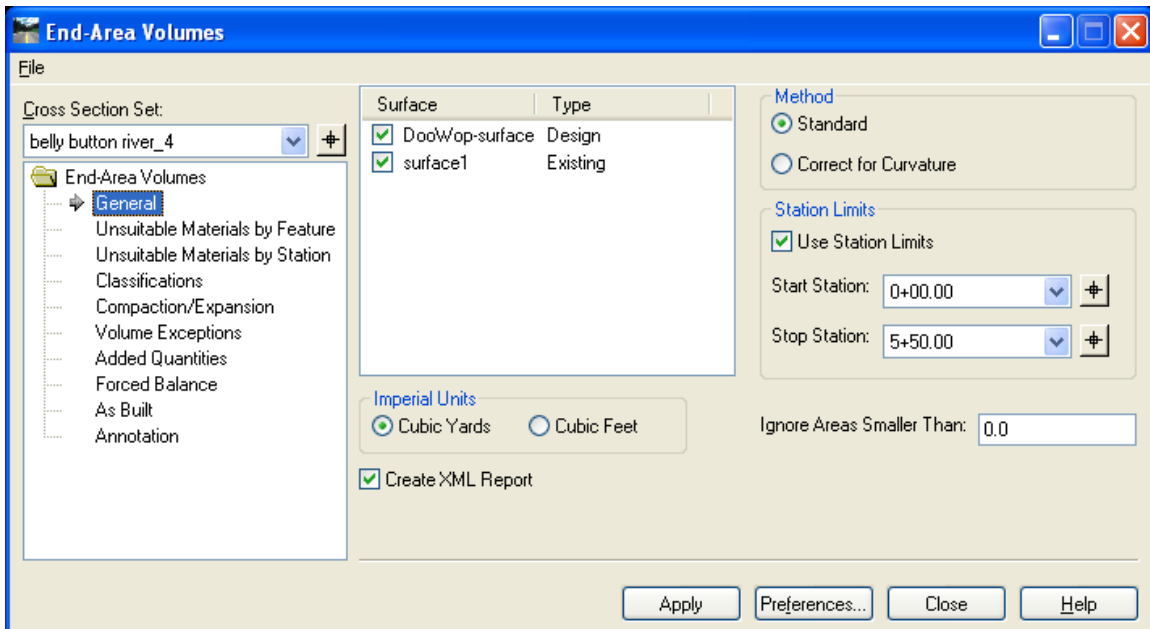 End-Area Volumes
File
Cross Section Set:
belly button river_4
End-Area Volumes
General
Unsuitable Materials by Feature
Unsuitable Materials by Station
Classifications
Compaction/Expansion
Volume Exceptions
Added Quantities
Forced Balance
As Built
Annotation
Surface Type
DooWop-surface Design
surface1 Existing
Imperial Units
Cubic Yards Cubic Feet
Create XML Report
Method
Standard
Correct for Curvature
Station Limits
Use Station Limits
Start Station: 0+00.00
Stop Station: 5+50.00
Ignore Areas Smaller Than: 0.0
Apply Preferences... Close Help